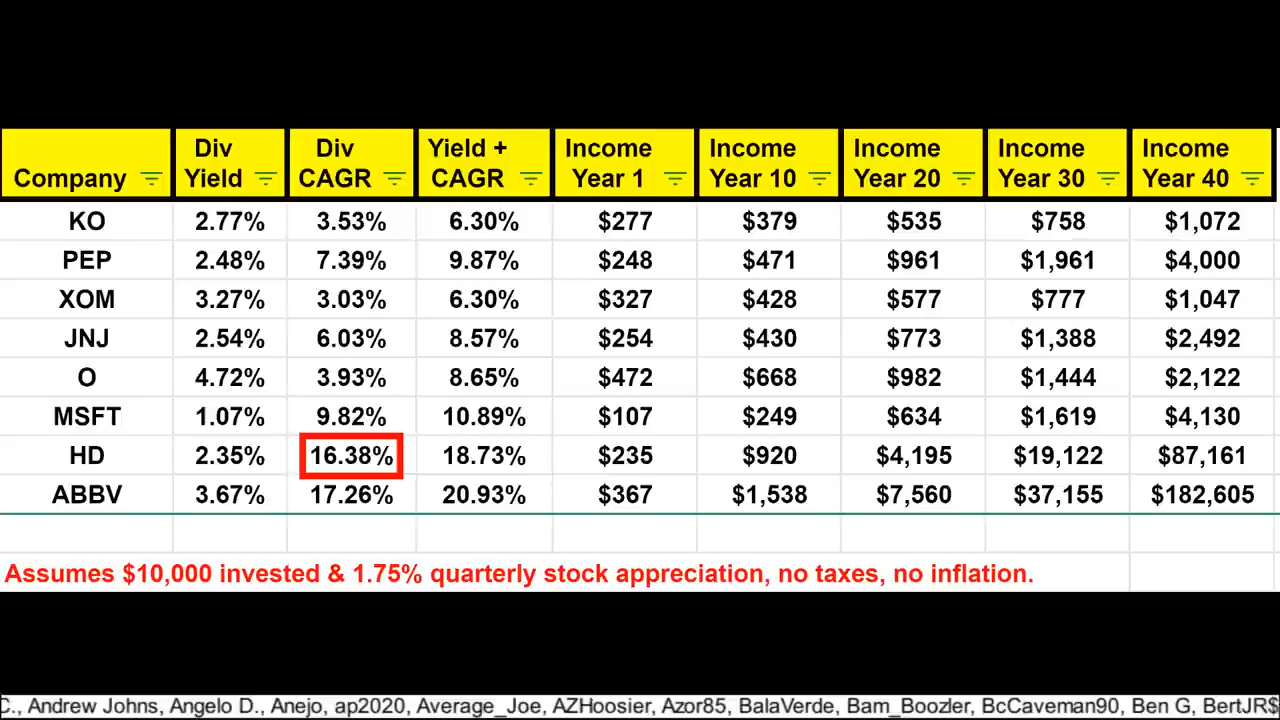 Company Div Yield Div CAGR Yield + CAGR Income Year 1 Income Year 10 Income Year 20 Income Year 30 Income Year 40
KO 2.77% 3.53% 6.30% $277 $379 $535 $758 $1,072
PEP 2.48% 7.39% 9.87% $248 $471 $961 $1,961 $4,000
XOM 3.27% 3.03% 6.30% $327 $428 $577 $777 $1,047
JNJ 2.54% 6.03% 8.57% $254 $430 $773 $1,388 $2,492
O 4.72% 3.93% 8.65% $472 $668 $982 $1,444 $2,122
MSFT 1.07% 9.82% 10.89% $107 $249 $634 $1,619 $4,130
HD 2.35% 16.38% 18.73% $235 $920 $4,195 $19,122 $87,161
ABBV 3.67% 17.26% 20.93% $367 $1,538 $7,560 $37,155 $182,605
Assumes $10,000 invested & 1.75% quarterly stock appreciation, no taxes, no inflation.
C., Andrew Johns, Angelo D., Anejo, ap2020, Average_Joe, AZHoosier, Azor85, BalaVerde, Bam_Boozler, BcCaveman90, Ben G, BertJR$